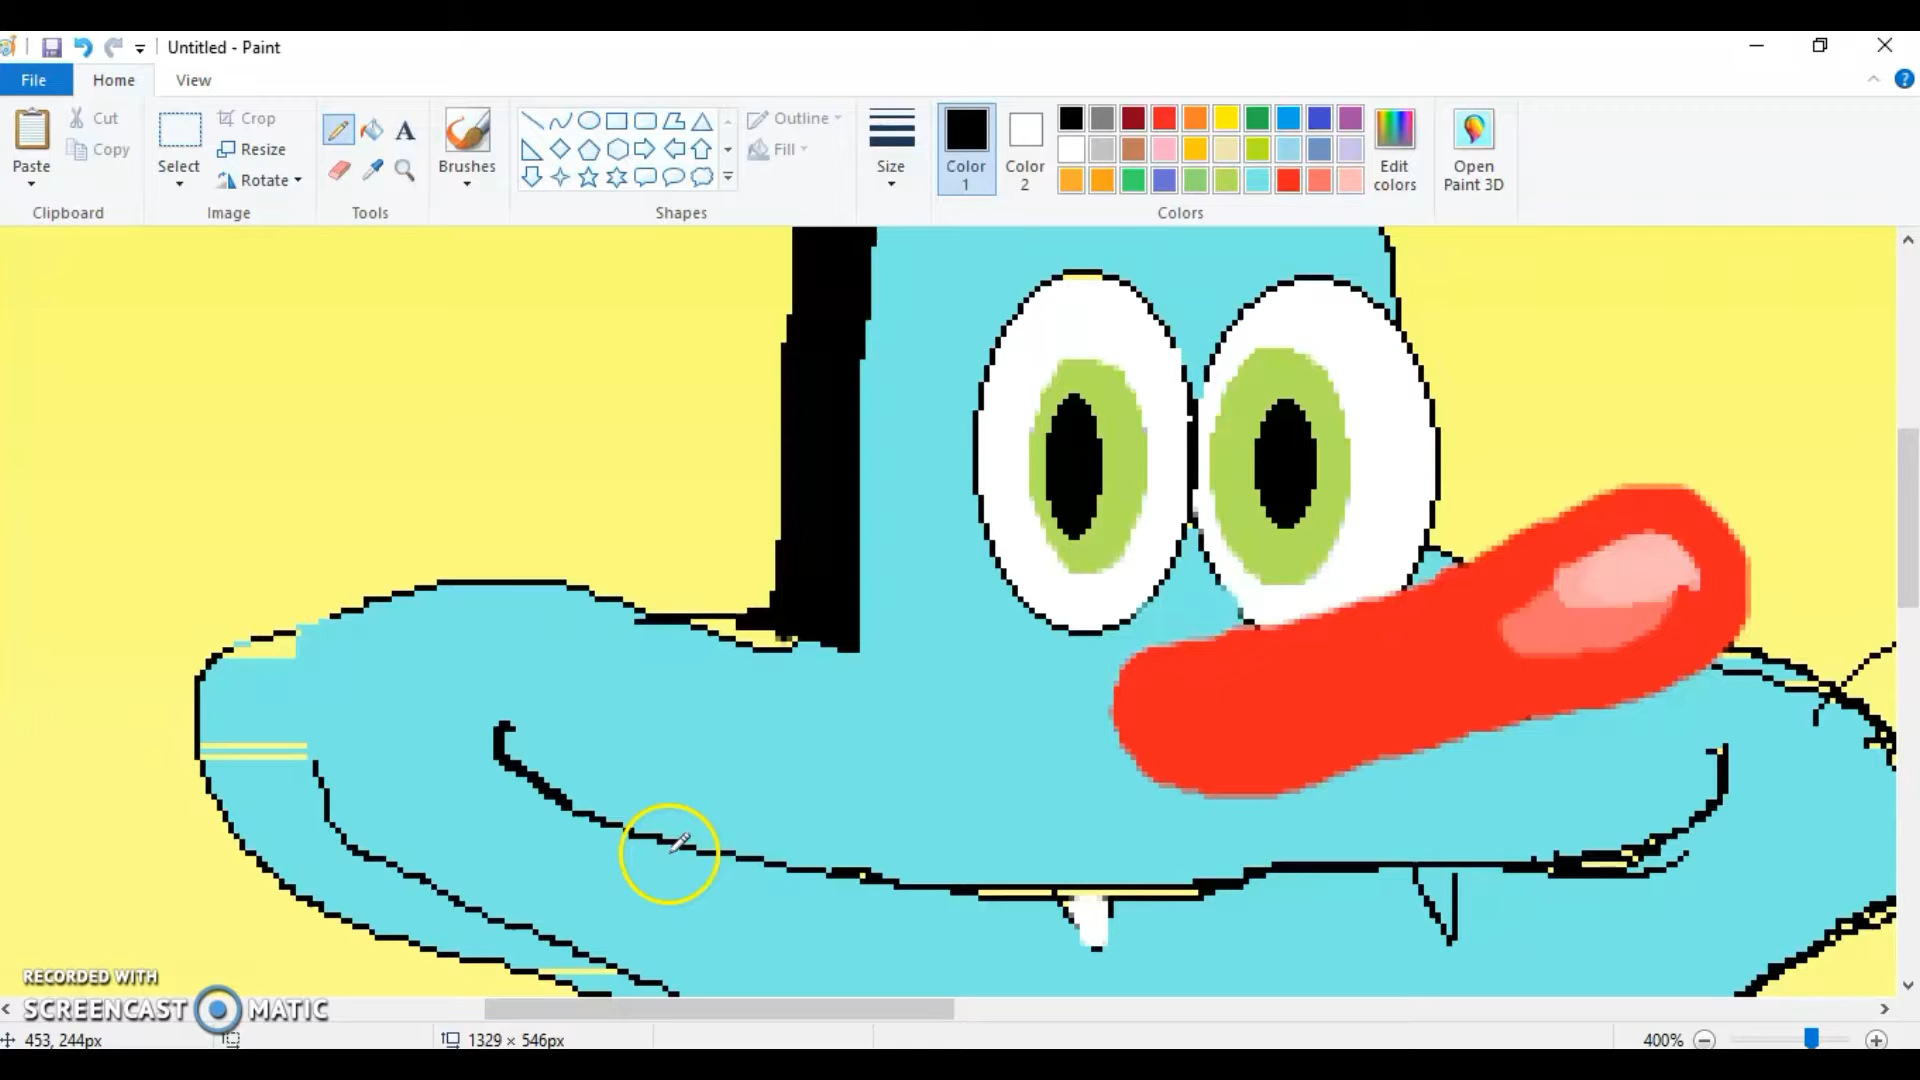 Untitled - Paint
File Home View
Paste
Cut
Copy
Clipboard
Select
Crop
Resize
Rotate
Image
A
Tools
Brushes
Shapes
Outline
Fill
Size
Color 1
Color 2
Edit colors
Colors
Open Paint 3D
RECORDED WITH
SCREENCAST MATIC
453, 244px
1329 × 546px
400%